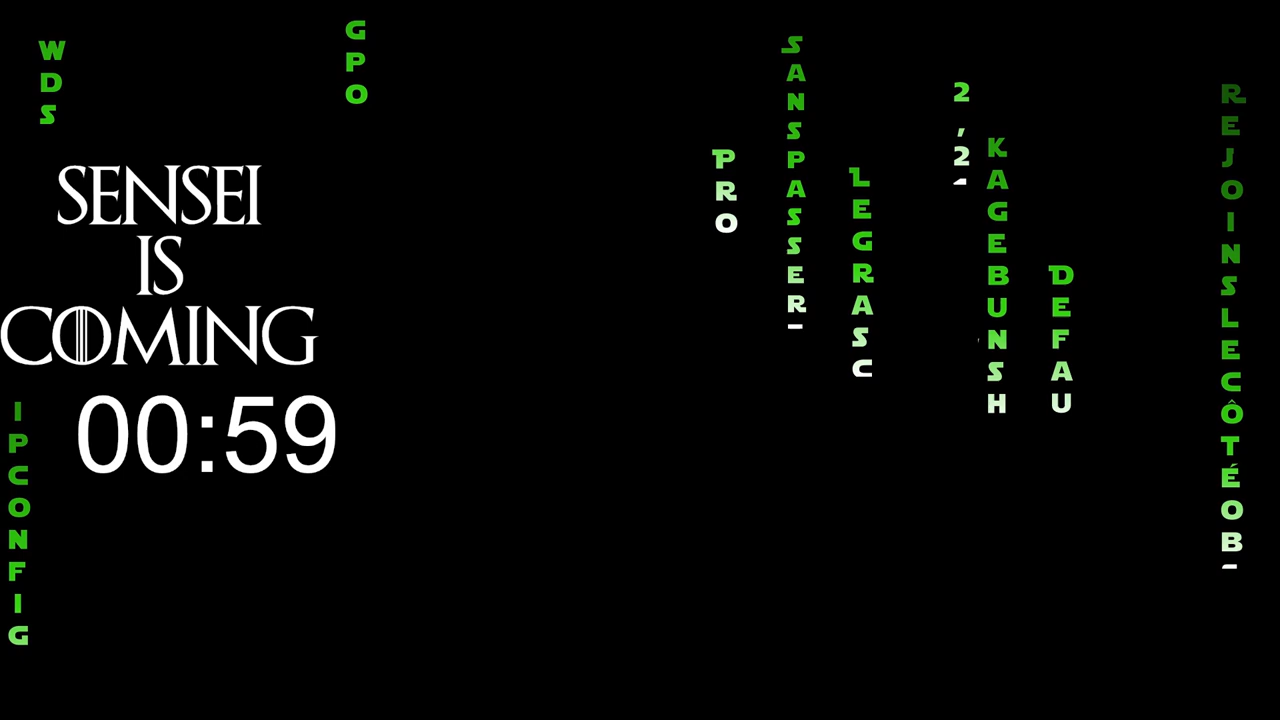 WDS
GPO
SENSEI
IS
COMING
00:59
IPCONFIG
PRO
SANSPASSER
LEGRASC
2,2
KAGEBUNSH
DEFAU
REJOINSLECÔTÉOB